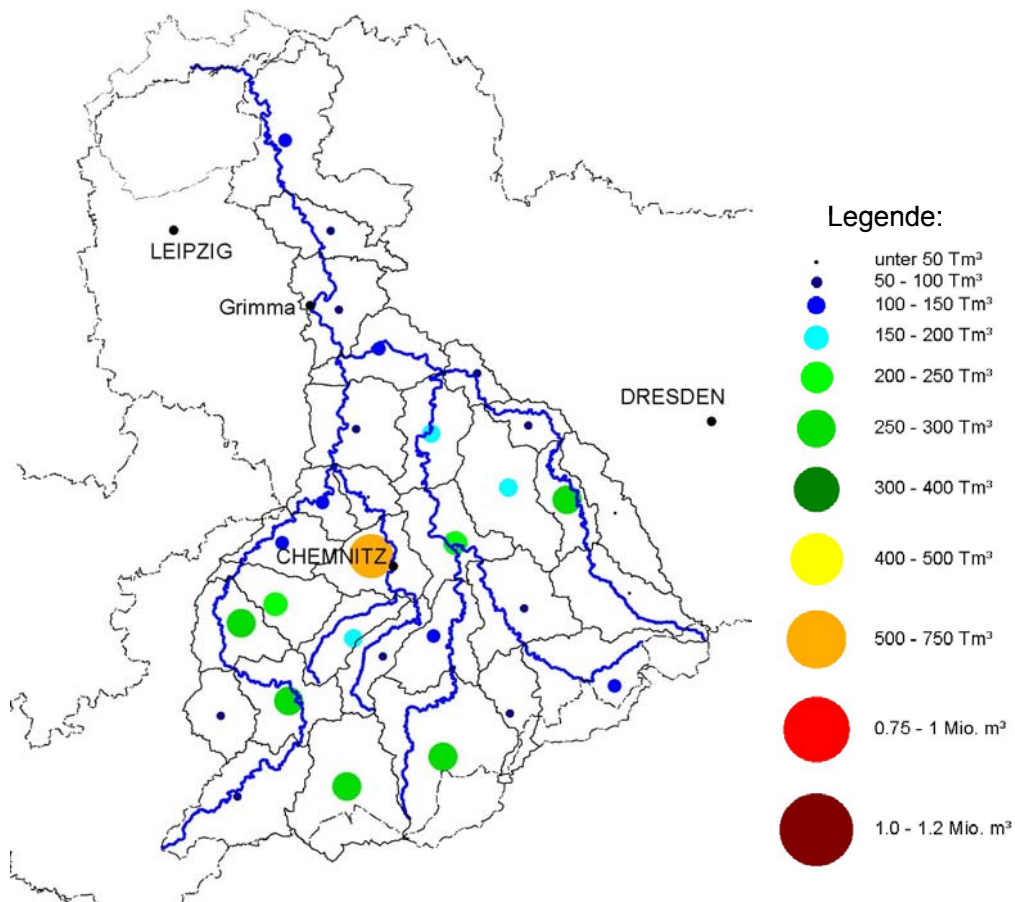 LEIPZIG
Grimma
DRESDEN
CHEMNITZ
Legende:
unter 50 Tm³
50 - 100 Tm³
100 - 150 Tm³
150 - 200 Tm³
200 - 250 Tm³
250 - 300 Tm³
300 - 400 Tm³
400 - 500 Tm³
500 - 750 Tm³
0.75 - 1 Mio. m³
1.0 - 1.2 Mio. m³